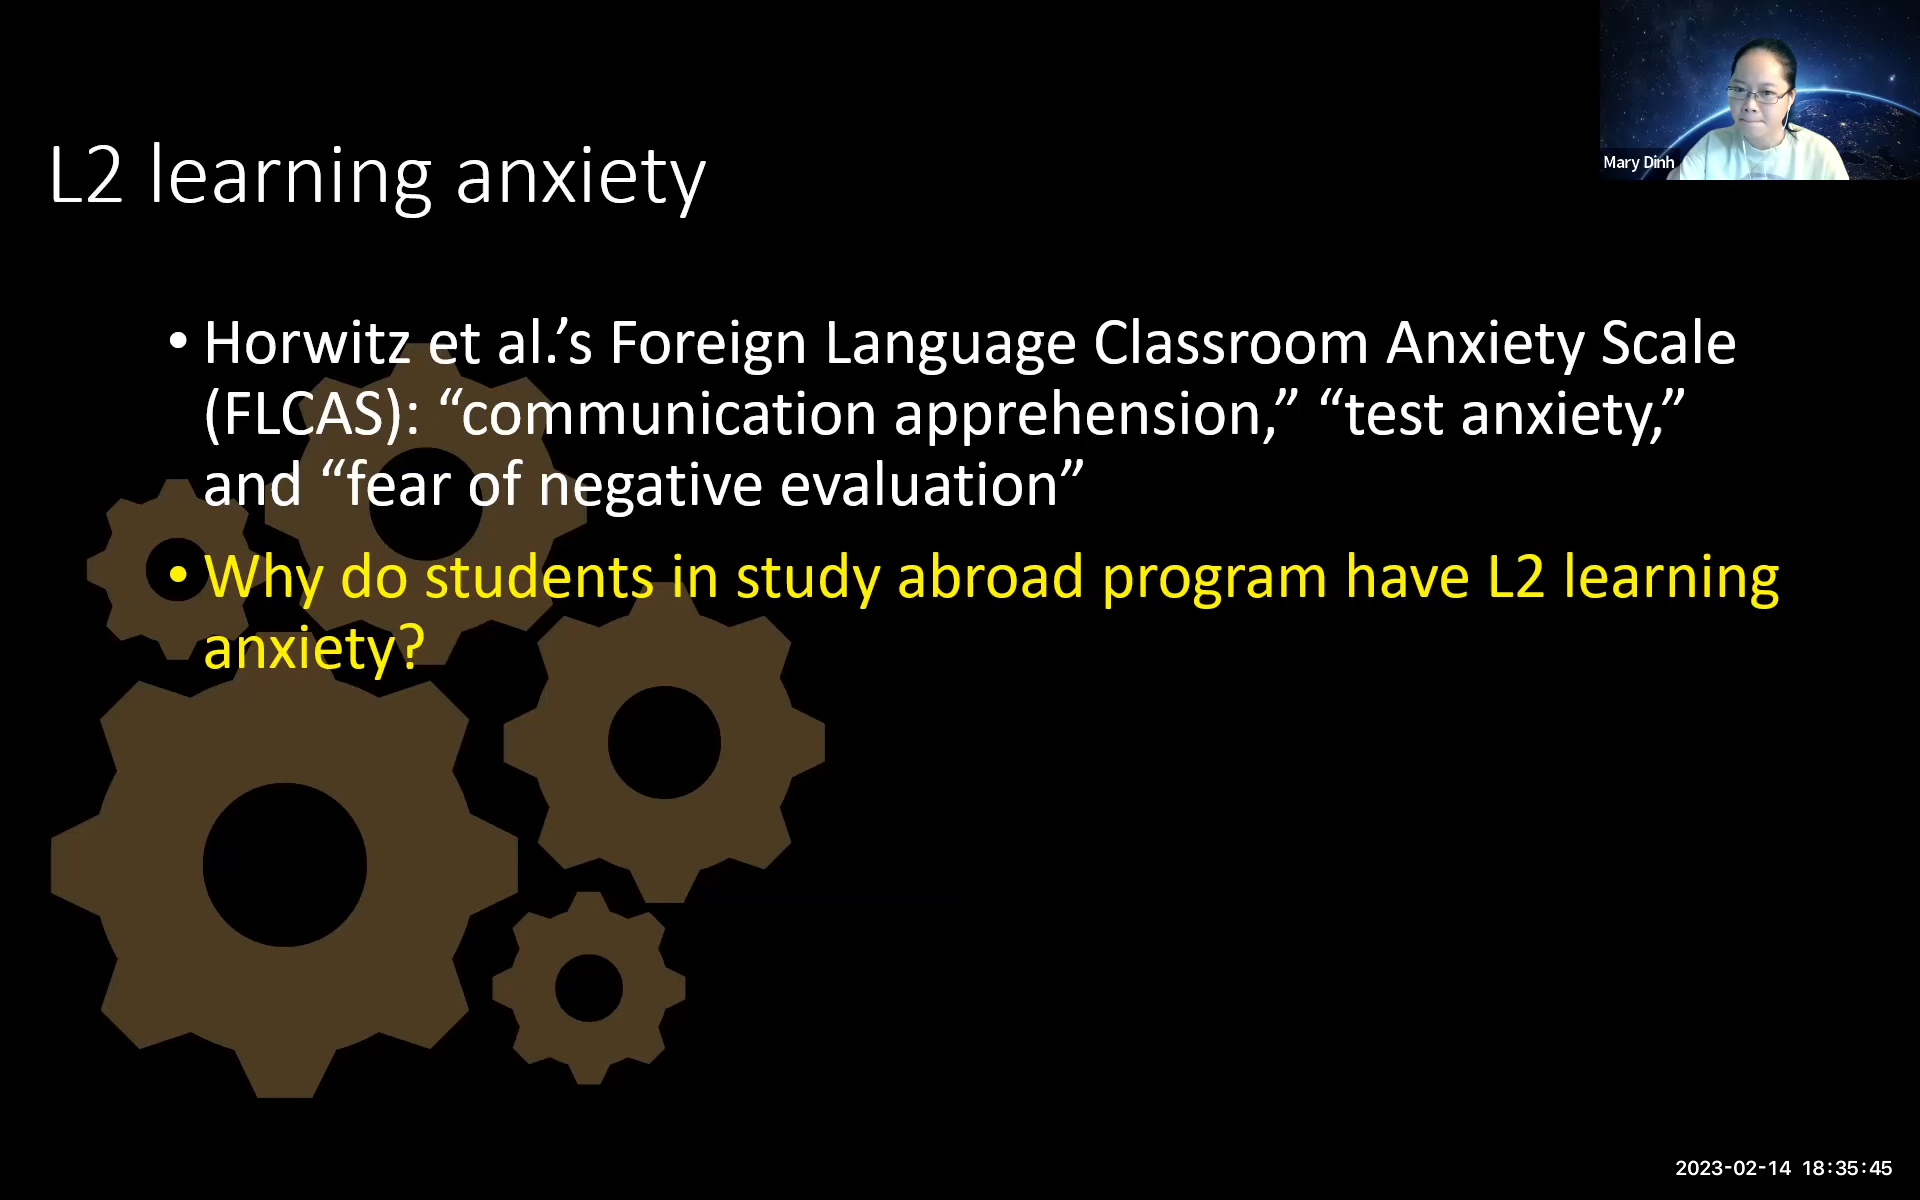 Mary Dinh
L2 learning anxiety
• Horwitz et al.’s Foreign Language Classroom Anxiety Scale
(FLCAS): “communication apprehension,” “test anxiety,”
and “fear of negative evaluation”
• Why do students in study abroad program have L2 learning
anxiety?
2023-02-14 18:35:45